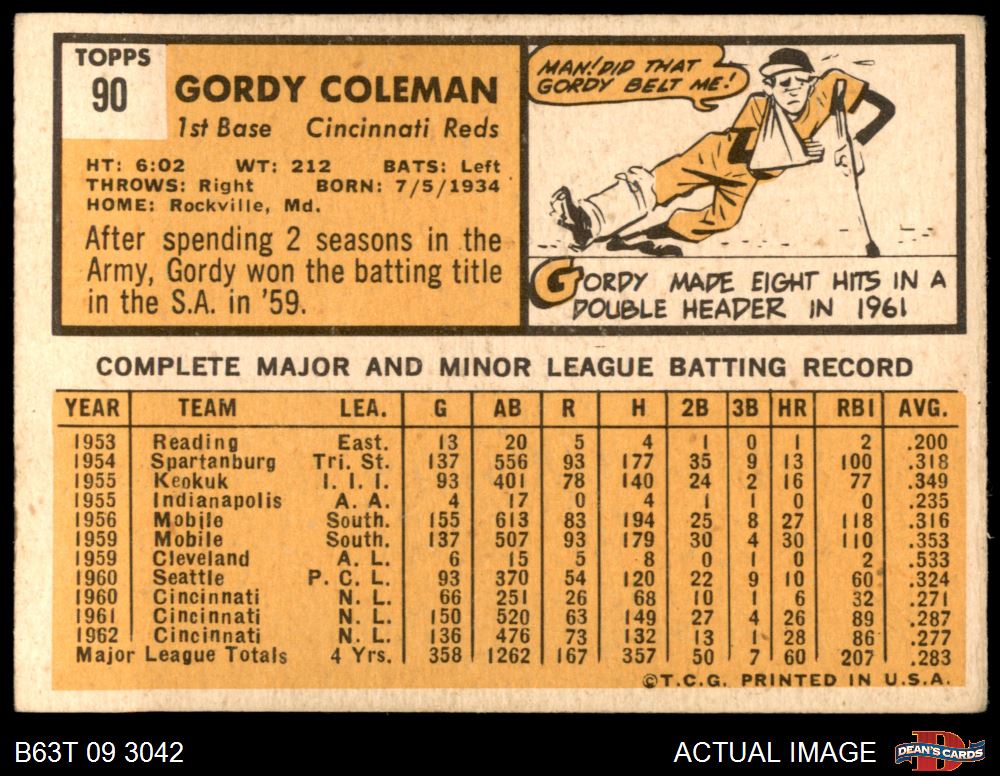 TOPPS
90
GORDY COLEMAN
1st Base Cincinnati Reds
HT: 6:02 WT: 212 BATS: Left
THROWS: Right BORN: 7/5/1934
HOME: Rockville, Md.
After spending 2 seasons in the
Army, Gordy won the batting title
in the S.A. in '59.
MAN! DID THAT
GORDY BELT ME!
GORDY MADE EIGHT HITS IN A
DOUBLE HEADER IN 1961
COMPLETE MAJOR AND MINOR LEAGUE BATTING RECORD
YEAR TEAM LEA. G AB R H 2B 3B HR RBI AVG.
1953 Reading East. 13 20 5 4 1 0 1 2 .200
1954 Spartanburg Tri. St. 137 556 93 177 35 9 13 100 .318
1955 Keokuk I. I. I. 93 401 78 140 24 2 16 77 .349
1955 Indianapolis A. A. 4 17 0 4 1 1 0 0 .235
1956 Mobile South. 155 613 83 194 25 8 27 118 .316
1959 Mobile South. 137 507 93 179 30 4 30 110 .353
1959 Cleveland A. L. 6 15 5 8 0 1 0 2 .533
1960 Seattle P. C. L. 93 370 54 120 22 9 10 60 .324
1960 Cincinnati N. L. 66 251 26 68 10 1 6 32 .271
1961 Cincinnati N. L. 150 520 63 149 27 4 26 89 .287
1962 Cincinnati N. L. 136 476 73 132 13 1 28 86 .277
Major League Totals 4 Yrs. 358 1262 167 357 50 7 60 207 .283
©T.C.G. PRINTED IN U.S.A.
B63T 09 3042
ACTUAL IMAGE
DEAN'S CARDS